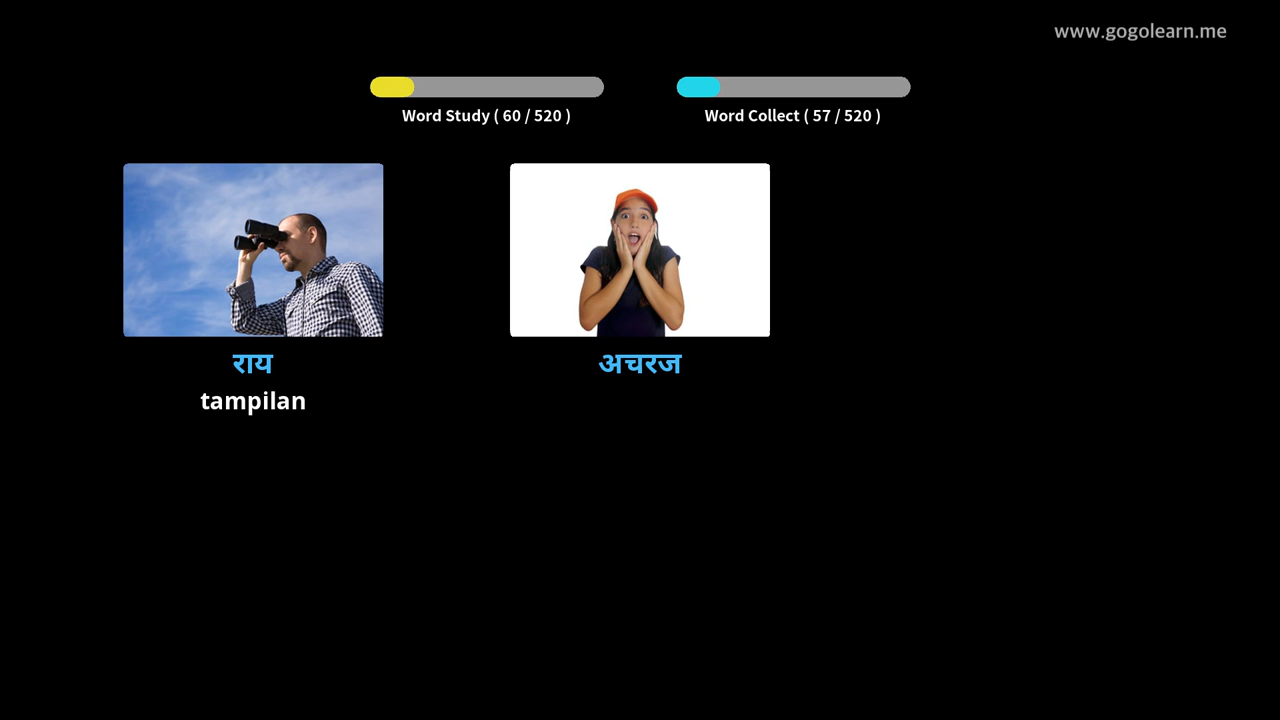 www.gogolearn.me
Word Study ( 60 / 520 )
Word Collect ( 57 / 520 )
राय
tampilan
अचरज